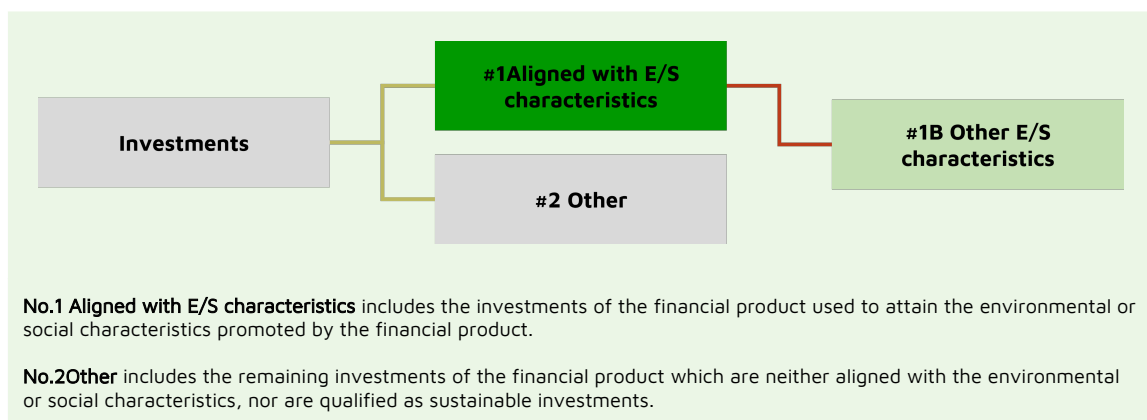 #1Aligned with E/S
characteristics
Investments
#1B Other E/S
characteristics
#2 Other
No.1 Aligned with E/S characteristics includes the investments of the financial product used to attain the environmental or
social characteristics promoted by the financial product.
No.2Other includes the remaining investments of the financial product which are neither aligned with the environmental
or social characteristics, nor are qualified as sustainable investments.